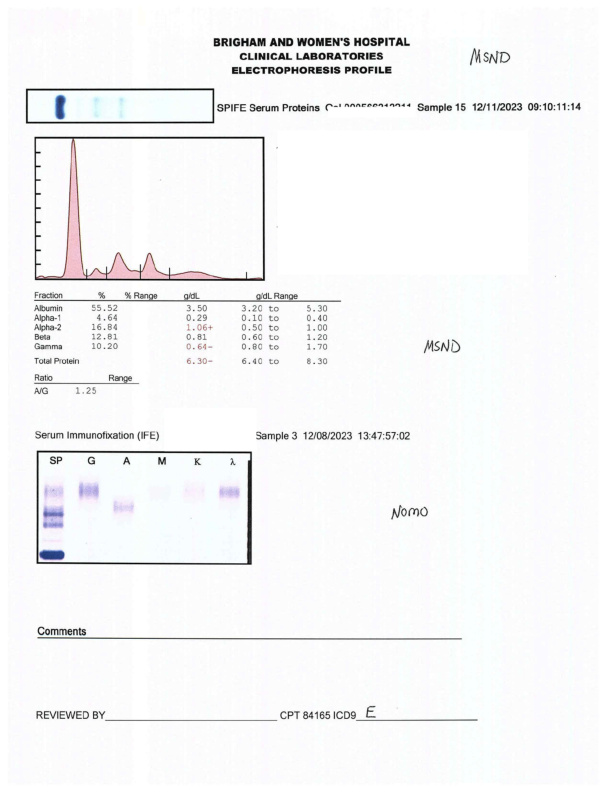 BRIGHAM AND WOMEN'S HOSPITAL
CLINICAL LABORATORIES
ELECTROPHORESIS PROFILE
MSND
SPIFE Serum Proteins Sample 15 12/11/2023 09:10:11:14
Fraction % % Range g/dL g/dL Range
Albumin 55.52 3.50 3.20 to 5.30
Alpha-1 4.64 0.29 0.10 to 0.40
Alpha-2 16.84 1.06+ 0.50 to 1.00
Beta 12.81 0.81 0.60 to 1.20
Gamma 10.20 0.64- 0.80 to 1.70
Total Protein 6.30- 6.40 to 8.30
MSND
Ratio Range
A/G 1.25
Serum Immunofixation (IFE) Sample 3 12/08/2023 13:47:57:02
SP G A M K λ
Nomo
Comments
REVIEWED BY CPT 84165 ICD9 E